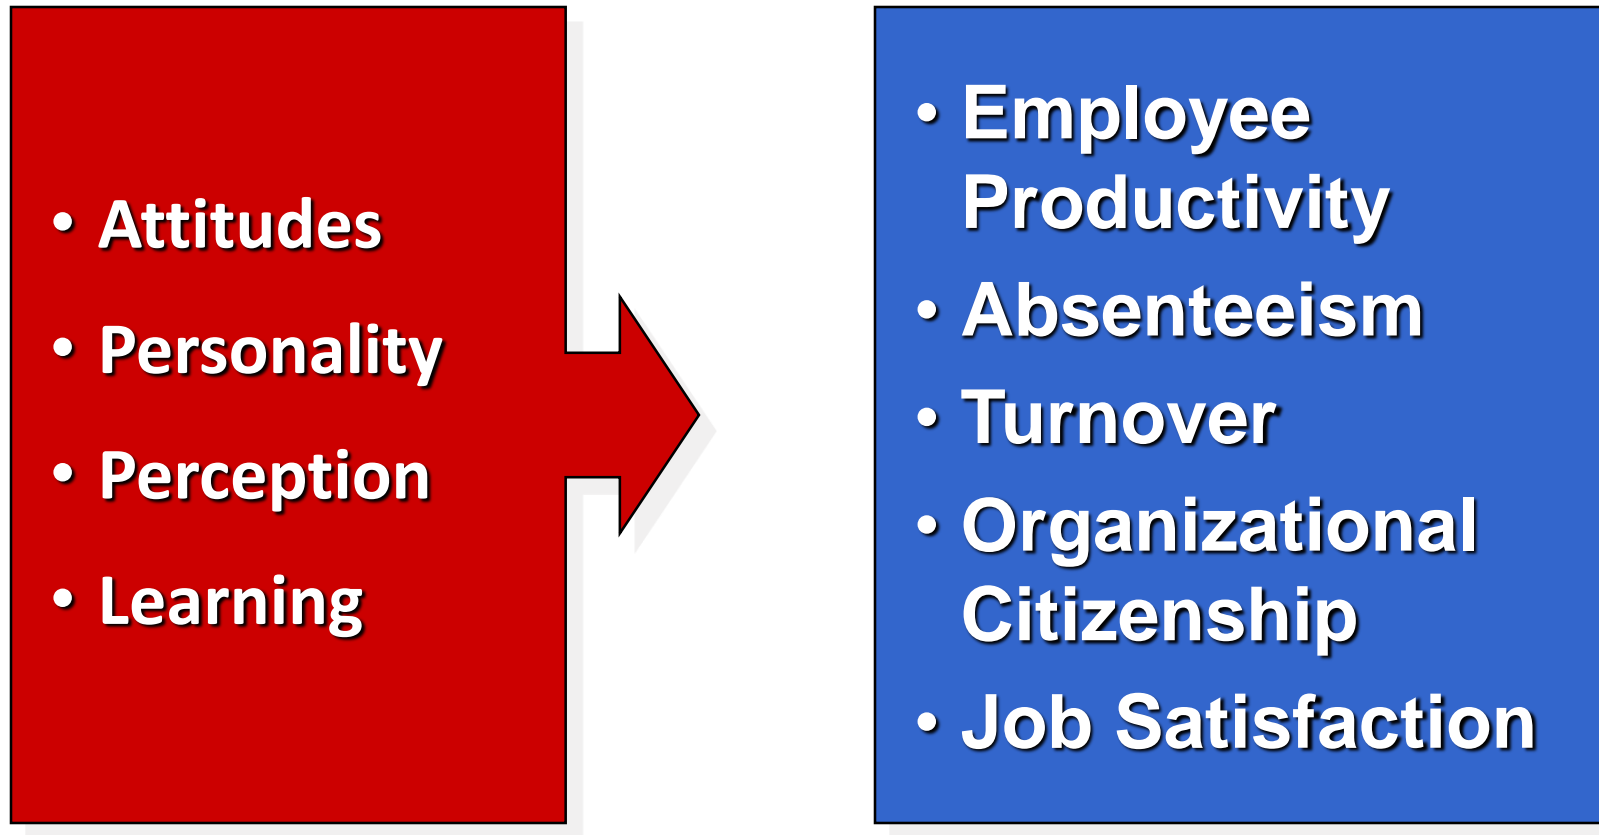 • Attitudes
• Personality
• Perception
• Learning
• Employee
Productivity
• Absenteeism
• Turnover
• Organizational
Citizenship
• Job Satisfaction